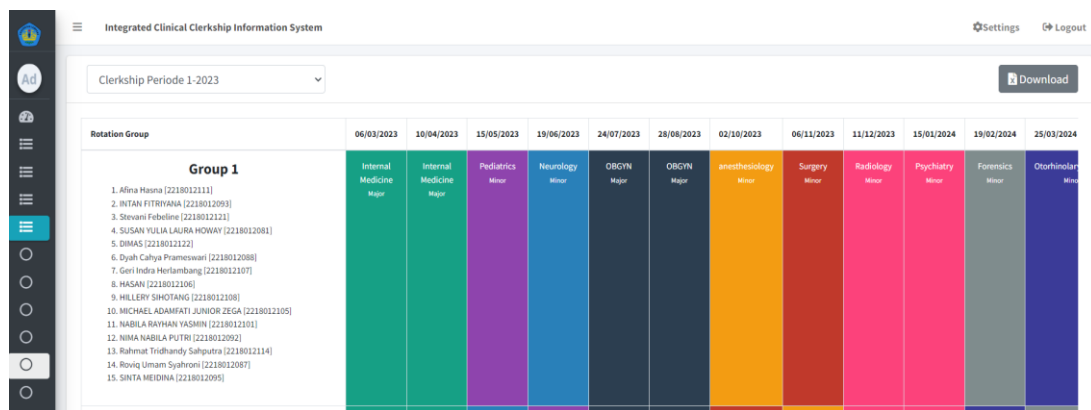 Integrated Clinical Clerkship Information System
Settings
Logout
Ad
Clerkship Periode 1-2023
Download
Rotation Group 06/03/2023 10/04/2023 15/05/2023 19/06/2023 24/07/2023 28/08/2023 02/10/2023 06/11/2023 11/12/2023 15/01/2024 19/02/2024 25/03/2024
Group 1
1. Afina Hasna [2218012111]
2. INTAN FITRIYANA [2218012093]
3. Stevani Febeline [2218012121]
4. SUSAN YULIA LAURA HOWAY [2218012081]
5. DIMAS [2218012122]
6. Dyah Cahya Prameswari [2218012088]
7. Geri Indra Herlambang [2218012107]
8. HASAN [2218012106]
9. HILLERY SIHOTANG [2218012108]
10. MICHAEL ADAMFATI JUNIOR ZEGA [2218012105]
11. NABILA RAYHAN YASMIN [2218012101]
12. NIMA NABILA PUTRI [2218012092]
13. Rahmat Tridhandy Sahputra [2218012114]
14. Roviq Umam Syahroni [2218012087]
15. SINTA MEIDINA [2218012095]
Internal
Medicine
Major
Internal
Medicine
Major
Pediatrics
Minor
Neurology
Minor
OBGYN
Major
OBGYN
Major
anesthesiology
Minor
Surgery
Minor
Radiology
Minor
Psychiatry
Minor
Forensics
Minor
Otorhinolar
Mino